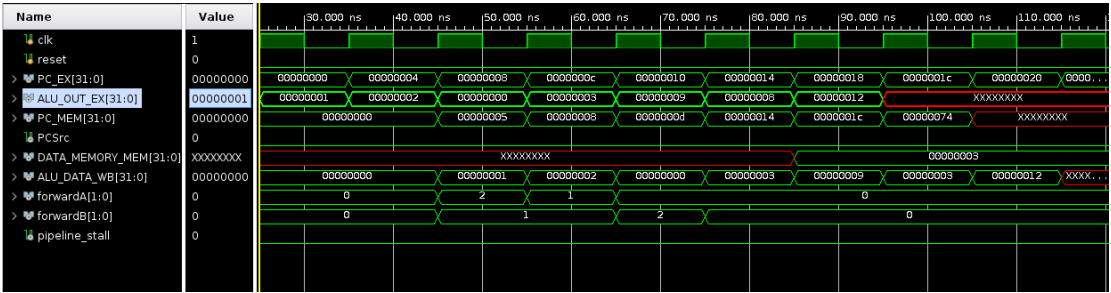 Name Value 30.000 ns 40.000 ns 50.000 ns 60.000 ns 70.000 ns 80.000 ns 90.000 ns 100.000 ns 110.000 ns
clk 1
reset 0
PC_EX[31:0] 00000000 00000000 00000004 00000008 0000000c 00000010 00000014 00000018 0000001c 00000020 0000...
ALU_OUT_EX[31:0] 00000001 00000001 00000002 00000000 00000003 00000009 00000008 00000012 XXXXXXXX
PC_MEM[31:0] 00000000 00000000 00000005 00000008 0000000d 00000014 0000001c 00000074 XXXXXXXX
PCSrc 0
DATA_MEMORY_MEM[31:0] XXXXXXXX XXXXXXXX 00000003
ALU_DATA_WB[31:0] 00000000 00000000 00000001 00000002 00000000 00000003 00000009 00000003 00000012 XXXX...
forwardA[1:0] 0 0 2 1 0
forwardB[1:0] 0 0 1 2 0
pipeline_stall 0